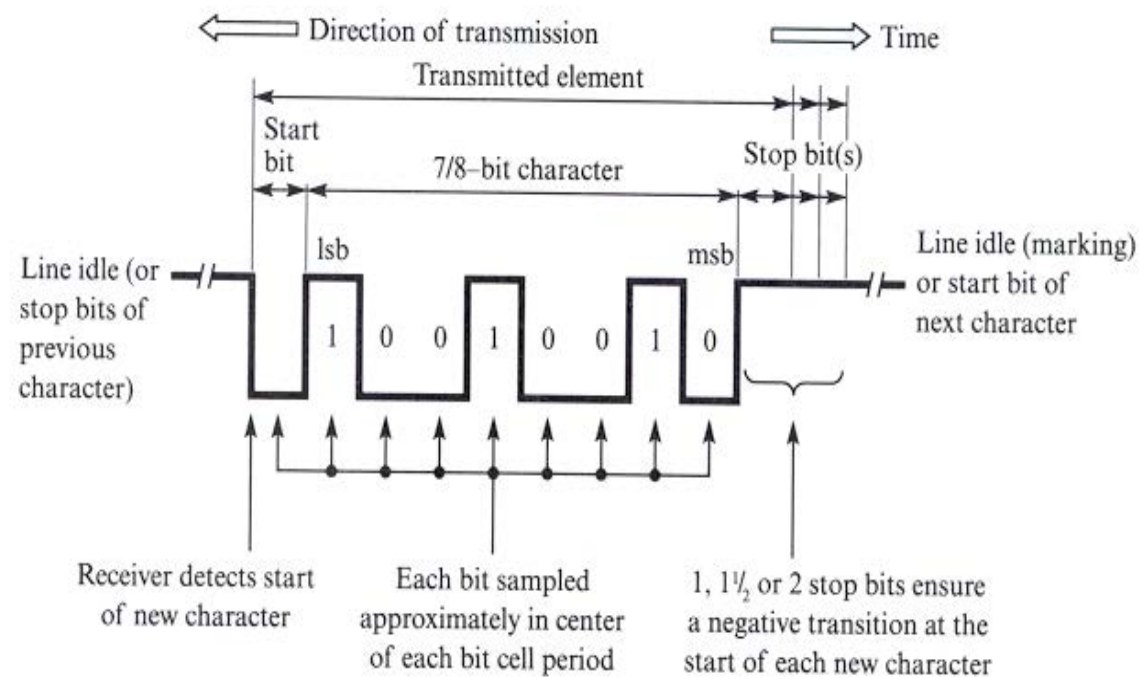 Direction of transmission
Time
Transmitted element
Start
bit
7/8–bit character
Stop bit(s)
Line idle (or
stop bits of
previous
character)
lsb
msb
Line idle (marking)
or start bit of
next character
1 0 0 1 0 0 1 0
Receiver detects start
of new character
Each bit sampled
approximately in center
of each bit cell period
1, 1½ or 2 stop bits ensure
a negative transition at the
start of each new character